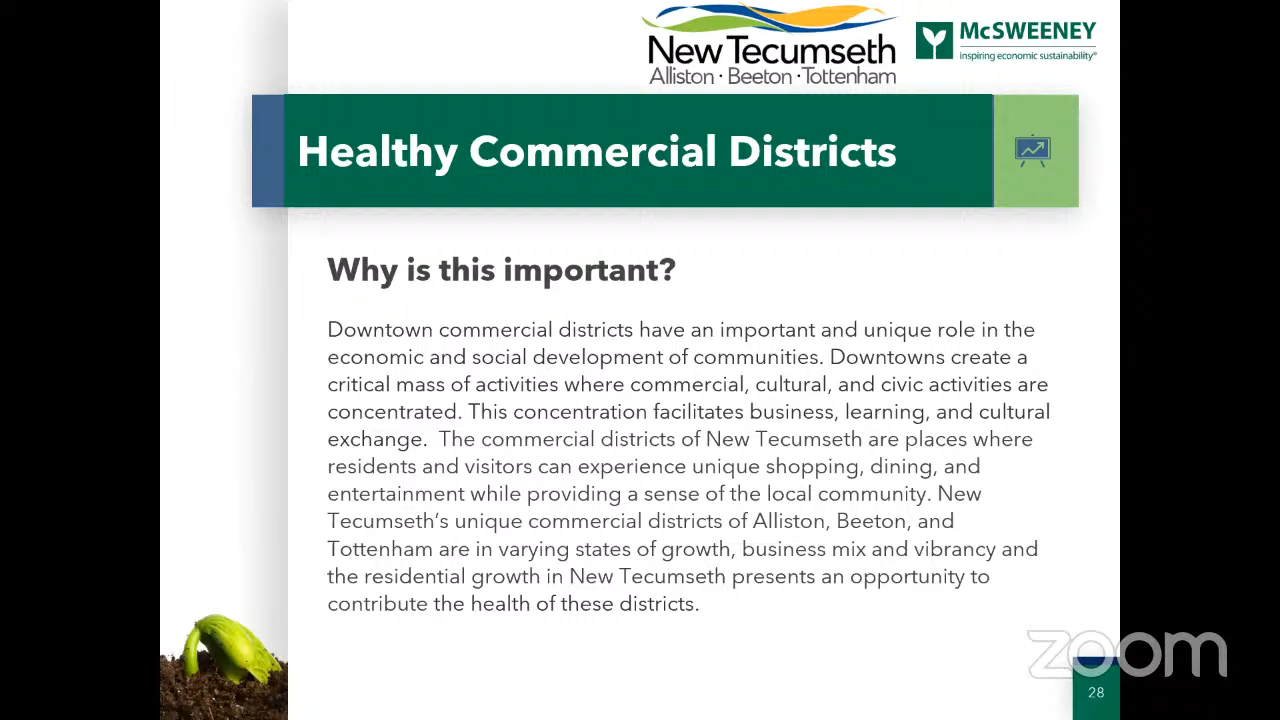 New Tecumseth
Alliston · Beeton · Tottenham
McSWEENEY
inspiring economic sustainability®
Healthy Commercial Districts
Why is this important?
Downtown commercial districts have an important and unique role in the
economic and social development of communities. Downtowns create a
critical mass of activities where commercial, cultural, and civic activities are
concentrated. This concentration facilitates business, learning, and cultural
exchange.  The commercial districts of New Tecumseth are places where
residents and visitors can experience unique shopping, dining, and
entertainment while providing a sense of the local community. New
Tecumseth’s unique commercial districts of Alliston, Beeton, and
Tottenham are in varying states of growth, business mix and vibrancy and
the residential growth in New Tecumseth presents an opportunity to
contribute the health of these districts.
zoom
28